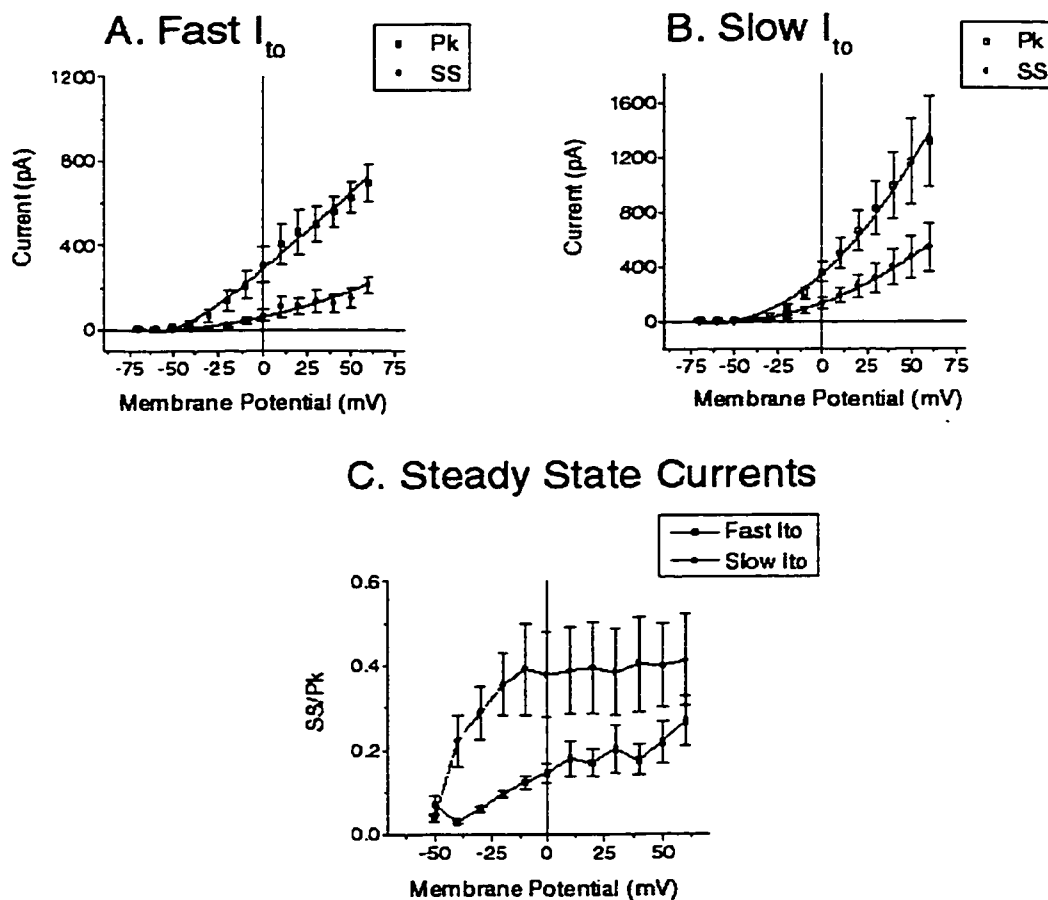 A. Fast I_to
Pk
SS
1200
800
400
0
Current (pA)
-75 -50 -25 0 25 50 75
Membrane Potential (mV)
B. Slow I_to
Pk
SS
1600
1200
800
400
0
Current (pA)
-75 -50 -25 0 25 50 75
Membrane Potential (mV)
C. Steady State Currents
Fast Ito
Slow Ito
0.6
0.4
0.2
0.0
SS/Pk
-50 -25 0 25 50
Membrane Potential (mV)